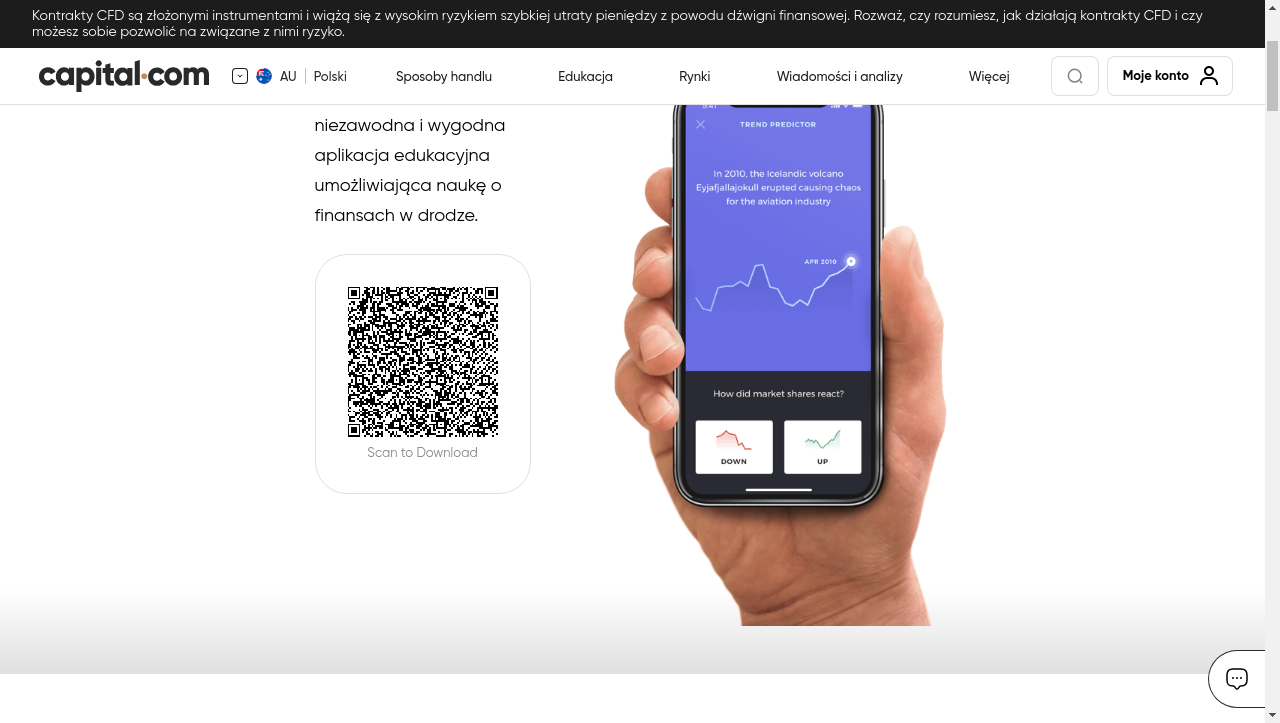 Kontrakty CFD są złożonymi instrumentami i wiążą się z wysokim ryzykiem szybkiej utraty pieniędzy z powodu dźwigni finansowej. Rozważ, czy rozumiesz, jak działają kontrakty CFD i czy
możesz sobie pozwolić na związane z nimi ryzyko.
capital.com
AU
Polski
Sposoby handlu
Edukacja
Rynki
Wiadomości i analizy
Więcej
Moje konto
niezawodna i wygodna
aplikacja edukacyjna
umożliwiająca naukę o
finansach w drodze.
Scan to Download
TREND PREDICTOR
In 2010, the Icelandic volcano
Eyjafjallajokull erupted causing chaos
for the aviation industry
APR 2010
How did market shares react?
DOWN
UP